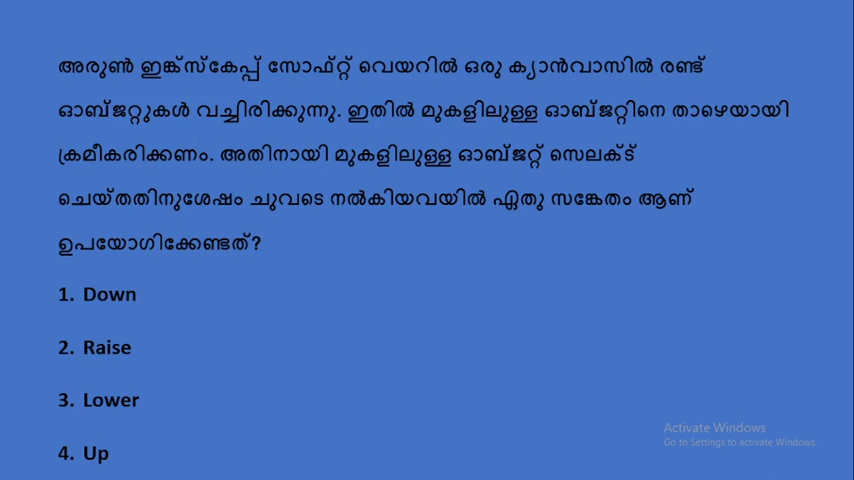 അരുൺ ഇങ്ക്സ്കേപ്പ് സോഫ്റ്റ് വെയറിൽ ഒരു ക്യാൻവാസിൽ രണ്ട്
ഓബ്ജറ്റുകൾ വച്ചിരിക്കുന്നു. ഇതിൽ മുകളിലുള്ള ഓബ്ജറ്റിനെ താഴെയായി
ക്രമീകരിക്കണം. അതിനായി മുകളിലുള്ള ഓബ്ജറ്റ് സെലക്ട്
ചെയ്തതിനുശേഷം ചുവടെ നൽകിയവയിൽ ഏതു സങ്കേതം ആണ്
ഉപയോഗിക്കേണ്ടത്?
1. Down
2. Raise
3. Lower
Activate Windows
Go to Settings to activate Windows.
4. Up